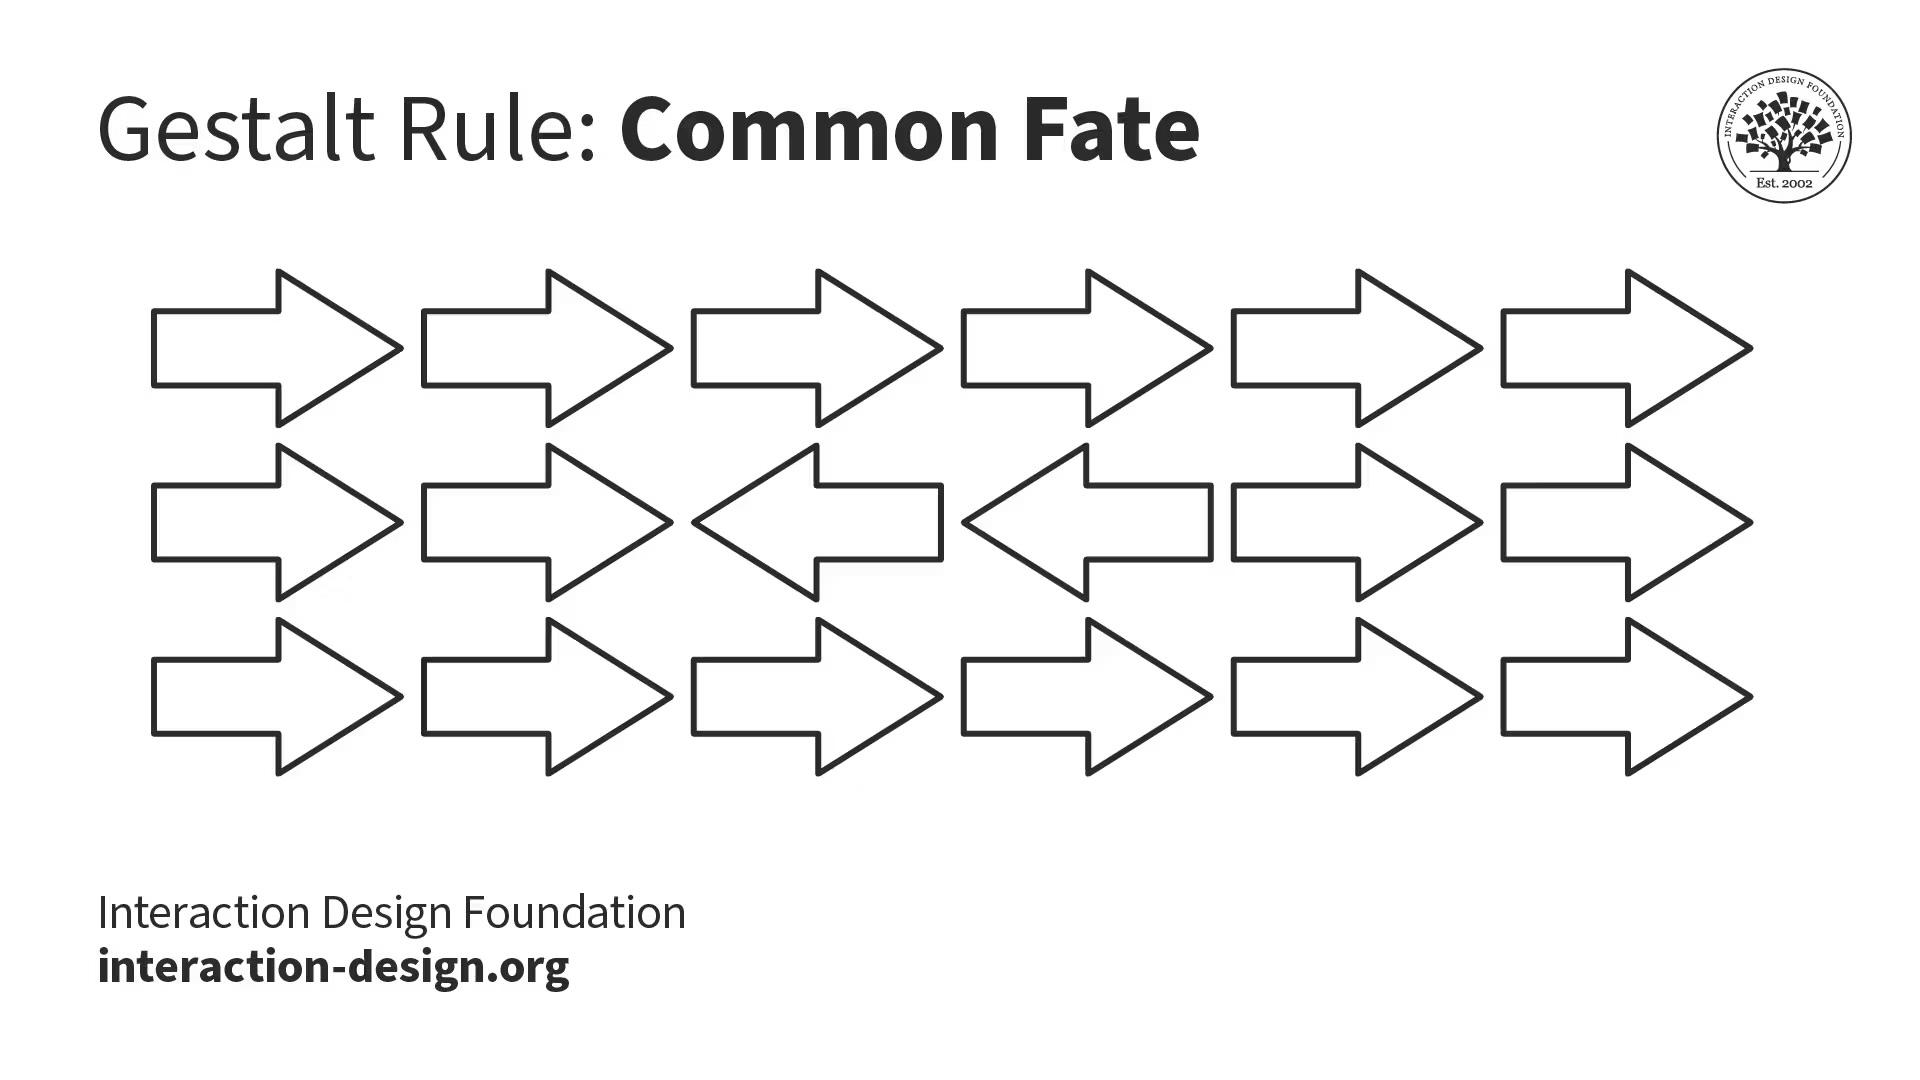 Gestalt Rule: Common Fate
INTERACTION DESIGN FOUNDATION
Est. 2002
Interaction Design Foundation
interaction-design.org